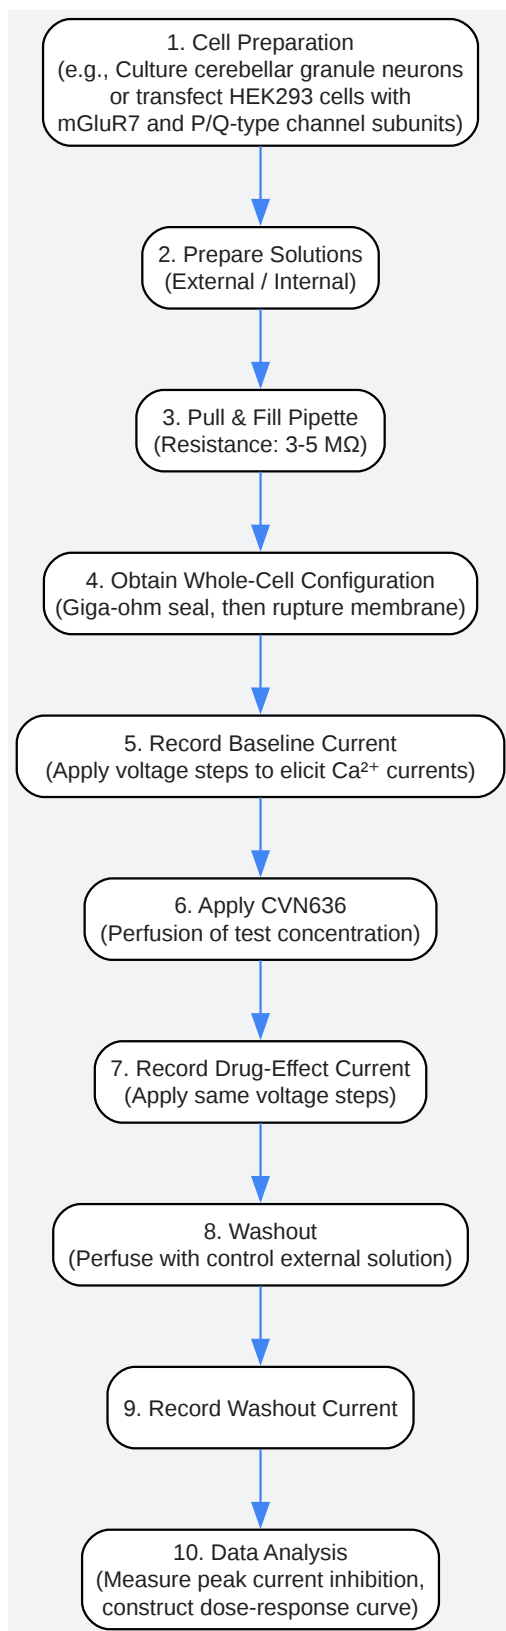 1. Cell Preparation
(e.g., Culture cerebellar granule neurons
or transfect HEK293 cells with
mGluR7 and P/Q-type channel subunits)
2. Prepare Solutions
(External / Internal)
3. Pull & Fill Pipette
(Resistance: 3-5 MΩ)
4. Obtain Whole-Cell Configuration
(Giga-ohm seal, then rupture membrane)
5. Record Baseline Current
(Apply voltage steps to elicit Ca²⁺ currents)
6. Apply CVN636
(Perfusion of test concentration)
7. Record Drug-Effect Current
(Apply same voltage steps)
8. Washout
(Perfuse with control external solution)
9. Record Washout Current
10. Data Analysis
(Measure peak current inhibition,
construct dose-response curve)